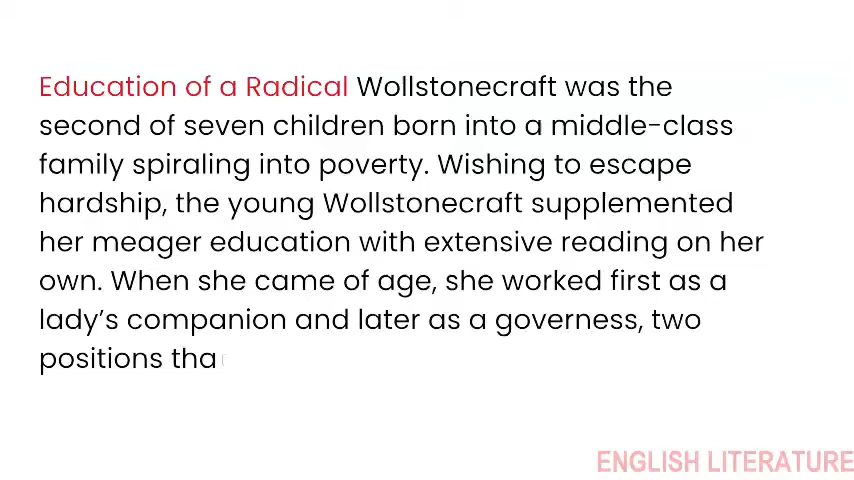 Education of a Radical Wollstonecraft was the
second of seven children born into a middle-class
family spiraling into poverty. Wishing to escape
hardship, the young Wollstonecraft supplemented
her meager education with extensive reading on her
own. When she came of age, she worked first as a
lady’s companion and later as a governess, two
positions tha
ENGLISH LITERATURE